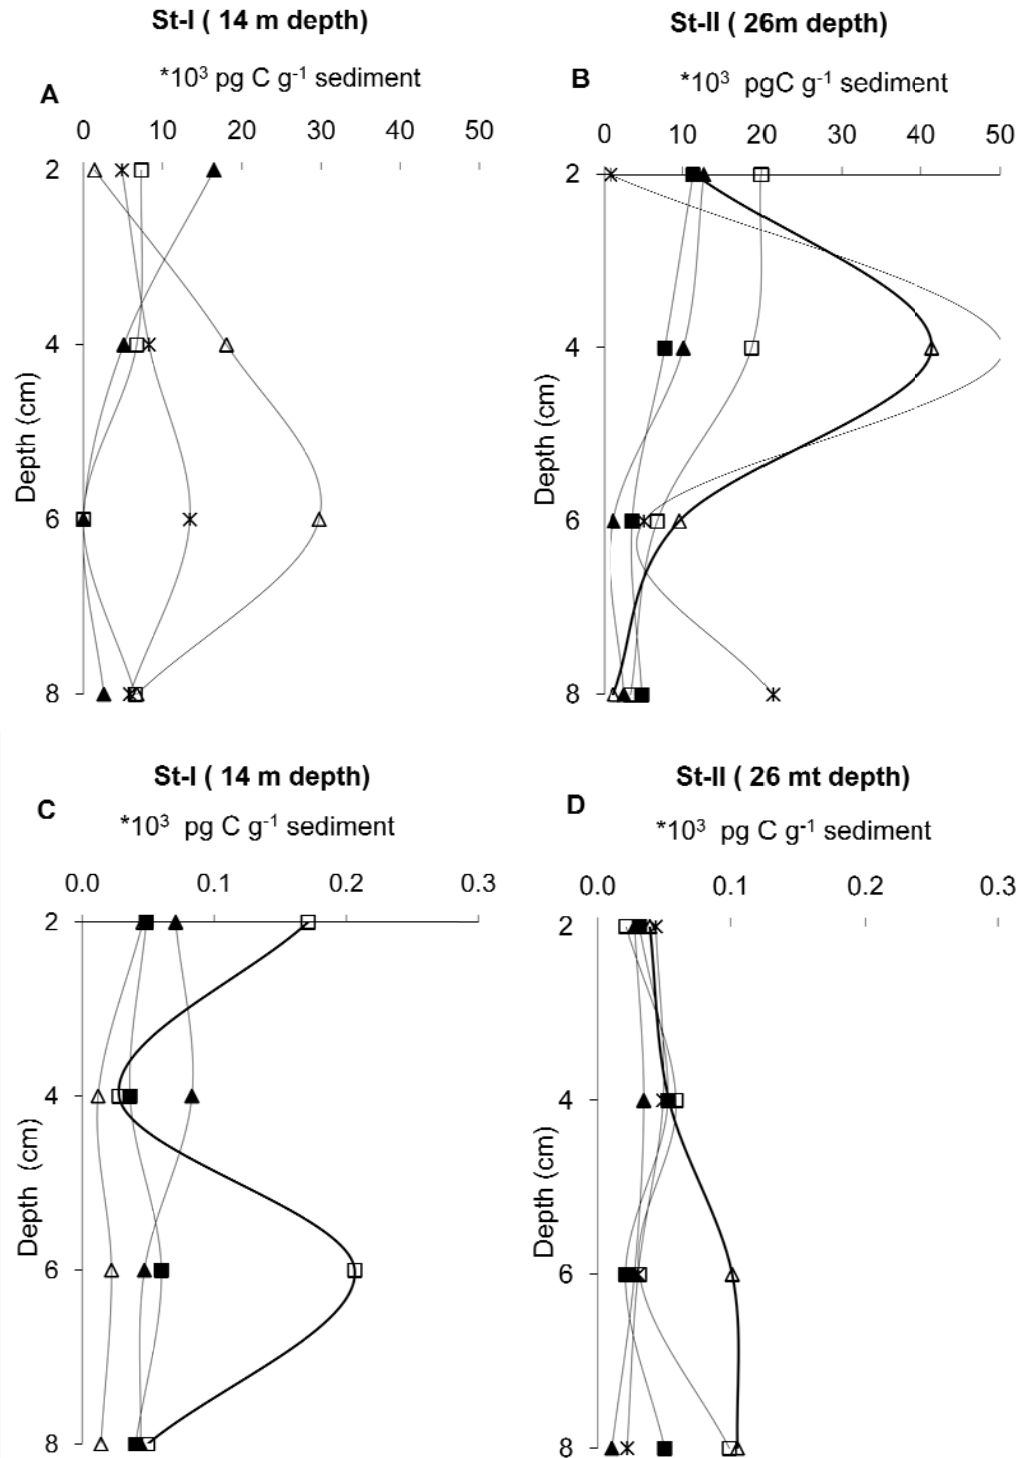 St-I ( 14 m depth)
*10³ pg C g⁻¹ sediment
A
0 10 20 30 40 50
2
4
6
8
Depth (cm)
St-II ( 26m depth)
*10³ pgC g⁻¹ sediment
B
0 10 20 30 40 50
2
4
6
8
Depth (cm)
St-I ( 14 m depth)
C
*10³ pg C g⁻¹ sediment
0.0 0.1 0.2 0.3
2
4
6
8
Depth (cm)
St-II ( 26 mt depth)
D
*10³ pg C g⁻¹ sediment
0.0 0.1 0.2 0.3
2
4
6
8
Depth (cm)